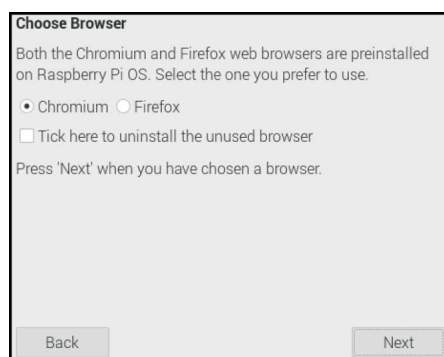 Choose Browser
Both the Chromium and Firefox web browsers are preinstalled
on Raspberry Pi OS. Select the one you prefer to use.
Chromium Firefox
Tick here to uninstall the unused browser
Press 'Next' when you have chosen a browser.
Back Next